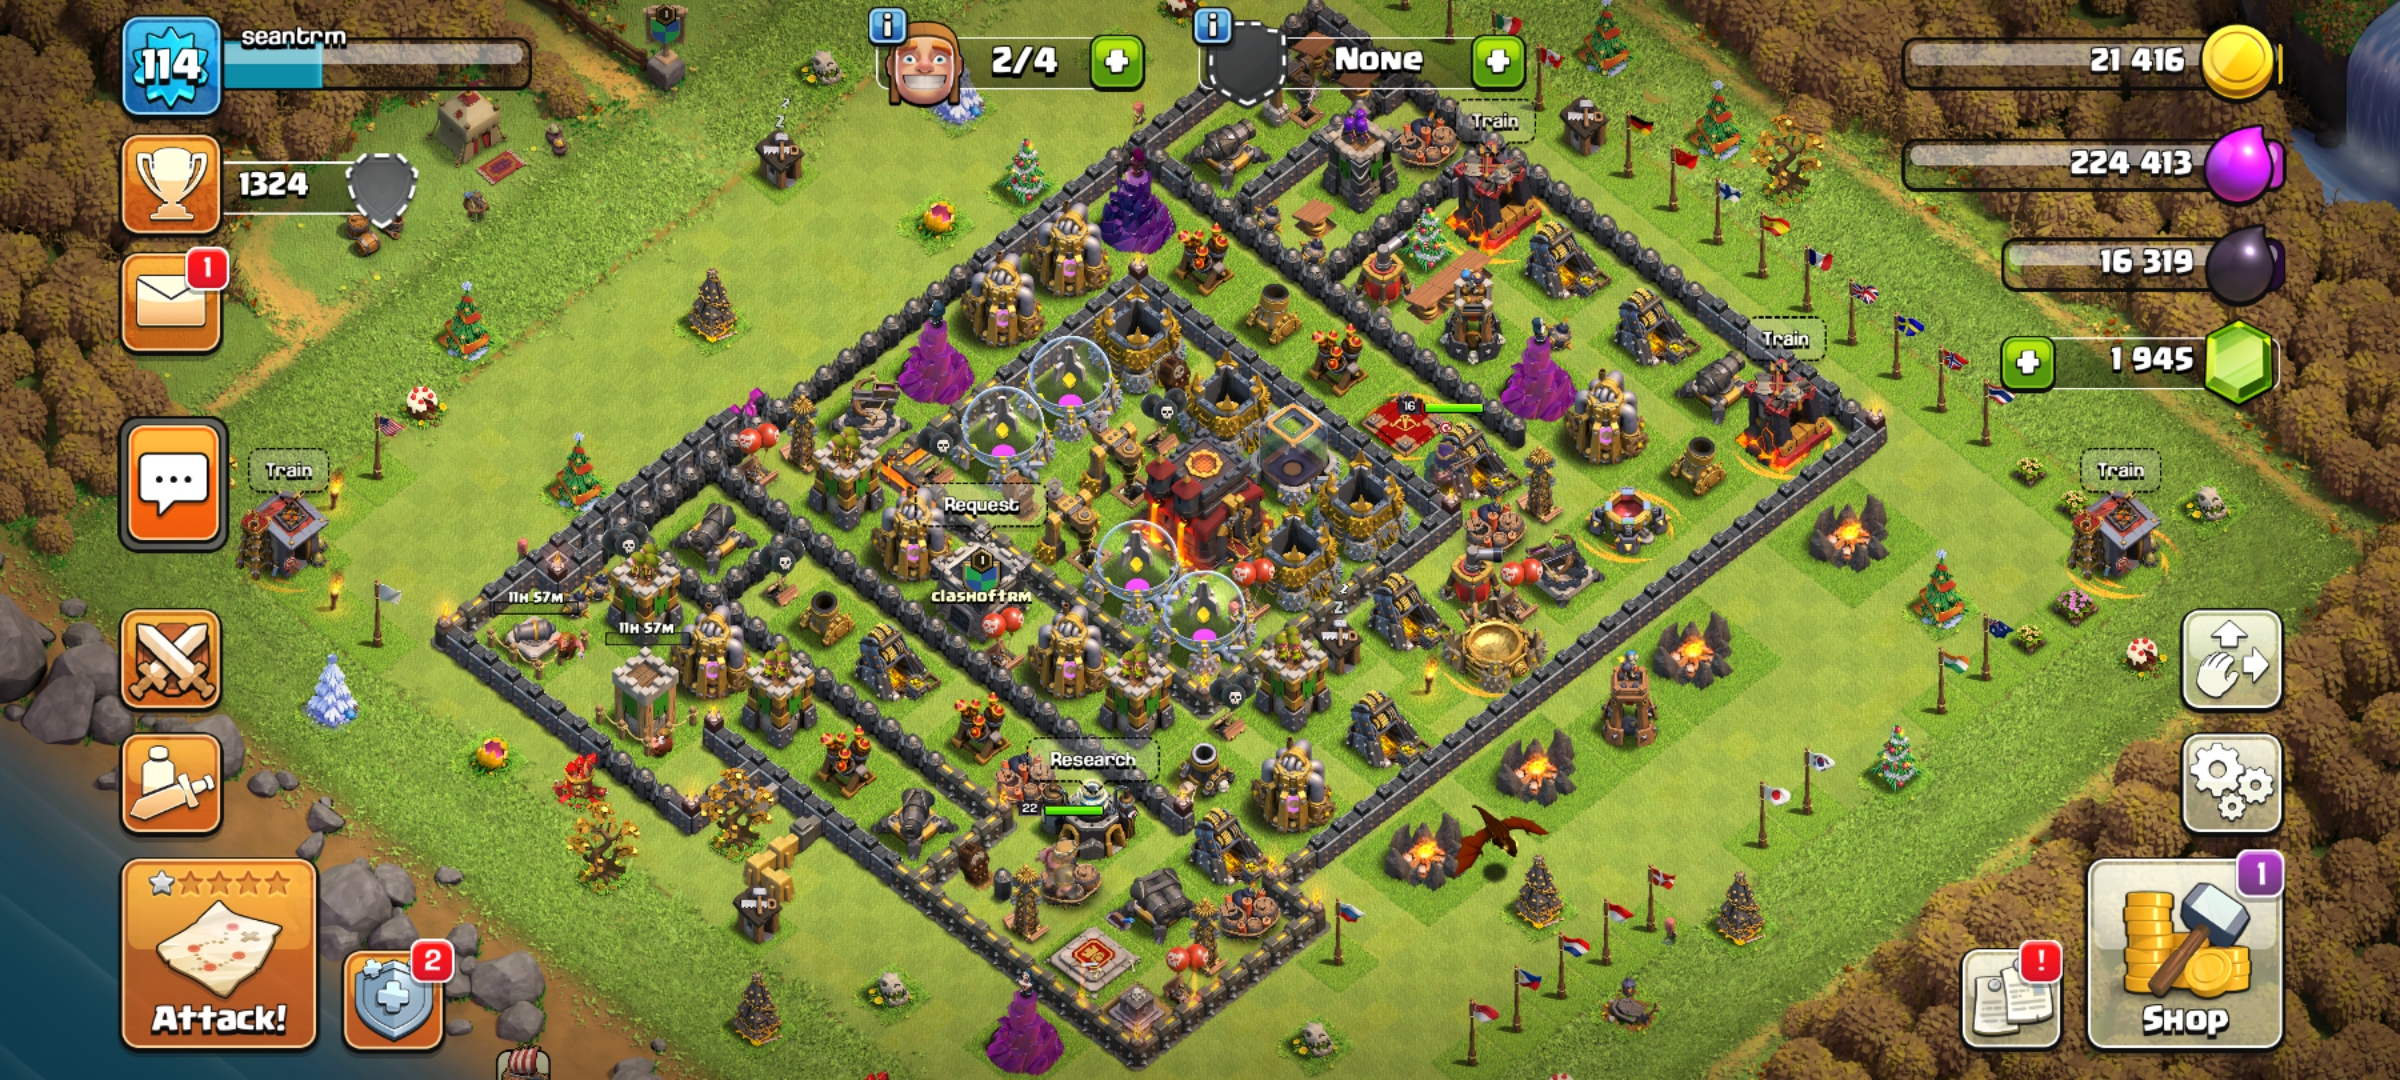 114
seantrm
i
2/4
i
None
21 416
224 413
16 319
1 945
1324
1
Train
Train
Train
Train
16
Request
clashoftrm
11H 57M
11H 57M
Research
22
z
z
z
z
Attack!
2
1
!
Shop